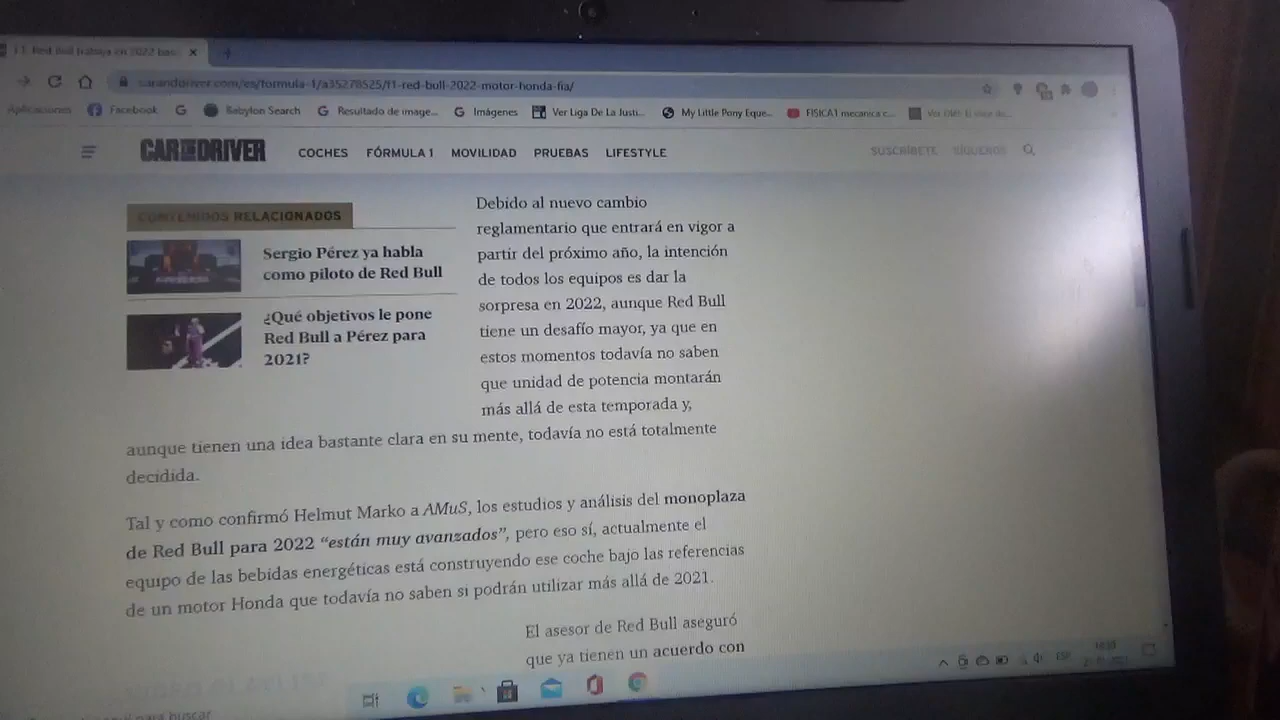 F1: Red Bull trabaja en 2022 bas
carandriver.com/es/formula-1/a35278525/f1-red-bull-2022-motor-honda-fia/
Aplicaciones Facebook G Babylon Search Resultado de image... Imágenes Ver Liga De La Justi... My Little Pony Eque... FISICA1 mecanica c...
CAR AND DRIVER COCHES FÓRMULA 1 MOVILIDAD PRUEBAS LIFESTYLE SUSCRÍBETE SÍGUENOS
CONTENIDOS RELACIONADOS
Sergio Pérez ya habla
como piloto de Red Bull
¿Qué objetivos le pone
Red Bull a Pérez para
2021?
Debido al nuevo cambio
reglamentario que entrará en vigor a
partir del próximo año, la intención
de todos los equipos es dar la
sorpresa en 2022, aunque Red Bull
tiene un desafío mayor, ya que en
estos momentos todavía no saben
que unidad de potencia montarán
más allá de esta temporada y,
aunque tienen una idea bastante clara en su mente, todavía no está totalmente
decidida.
Tal y como confirmó Helmut Marko a AMuS, los estudios y análisis del monoplaza
de Red Bull para 2022 “están muy avanzados”, pero eso sí, actualmente el
equipo de las bebidas energéticas está construyendo ese coche bajo las referencias
de un motor Honda que todavía no saben si podrán utilizar más allá de 2021.
El asesor de Red Bull aseguró
que ya tienen un acuerdo con
ESP
para buscar